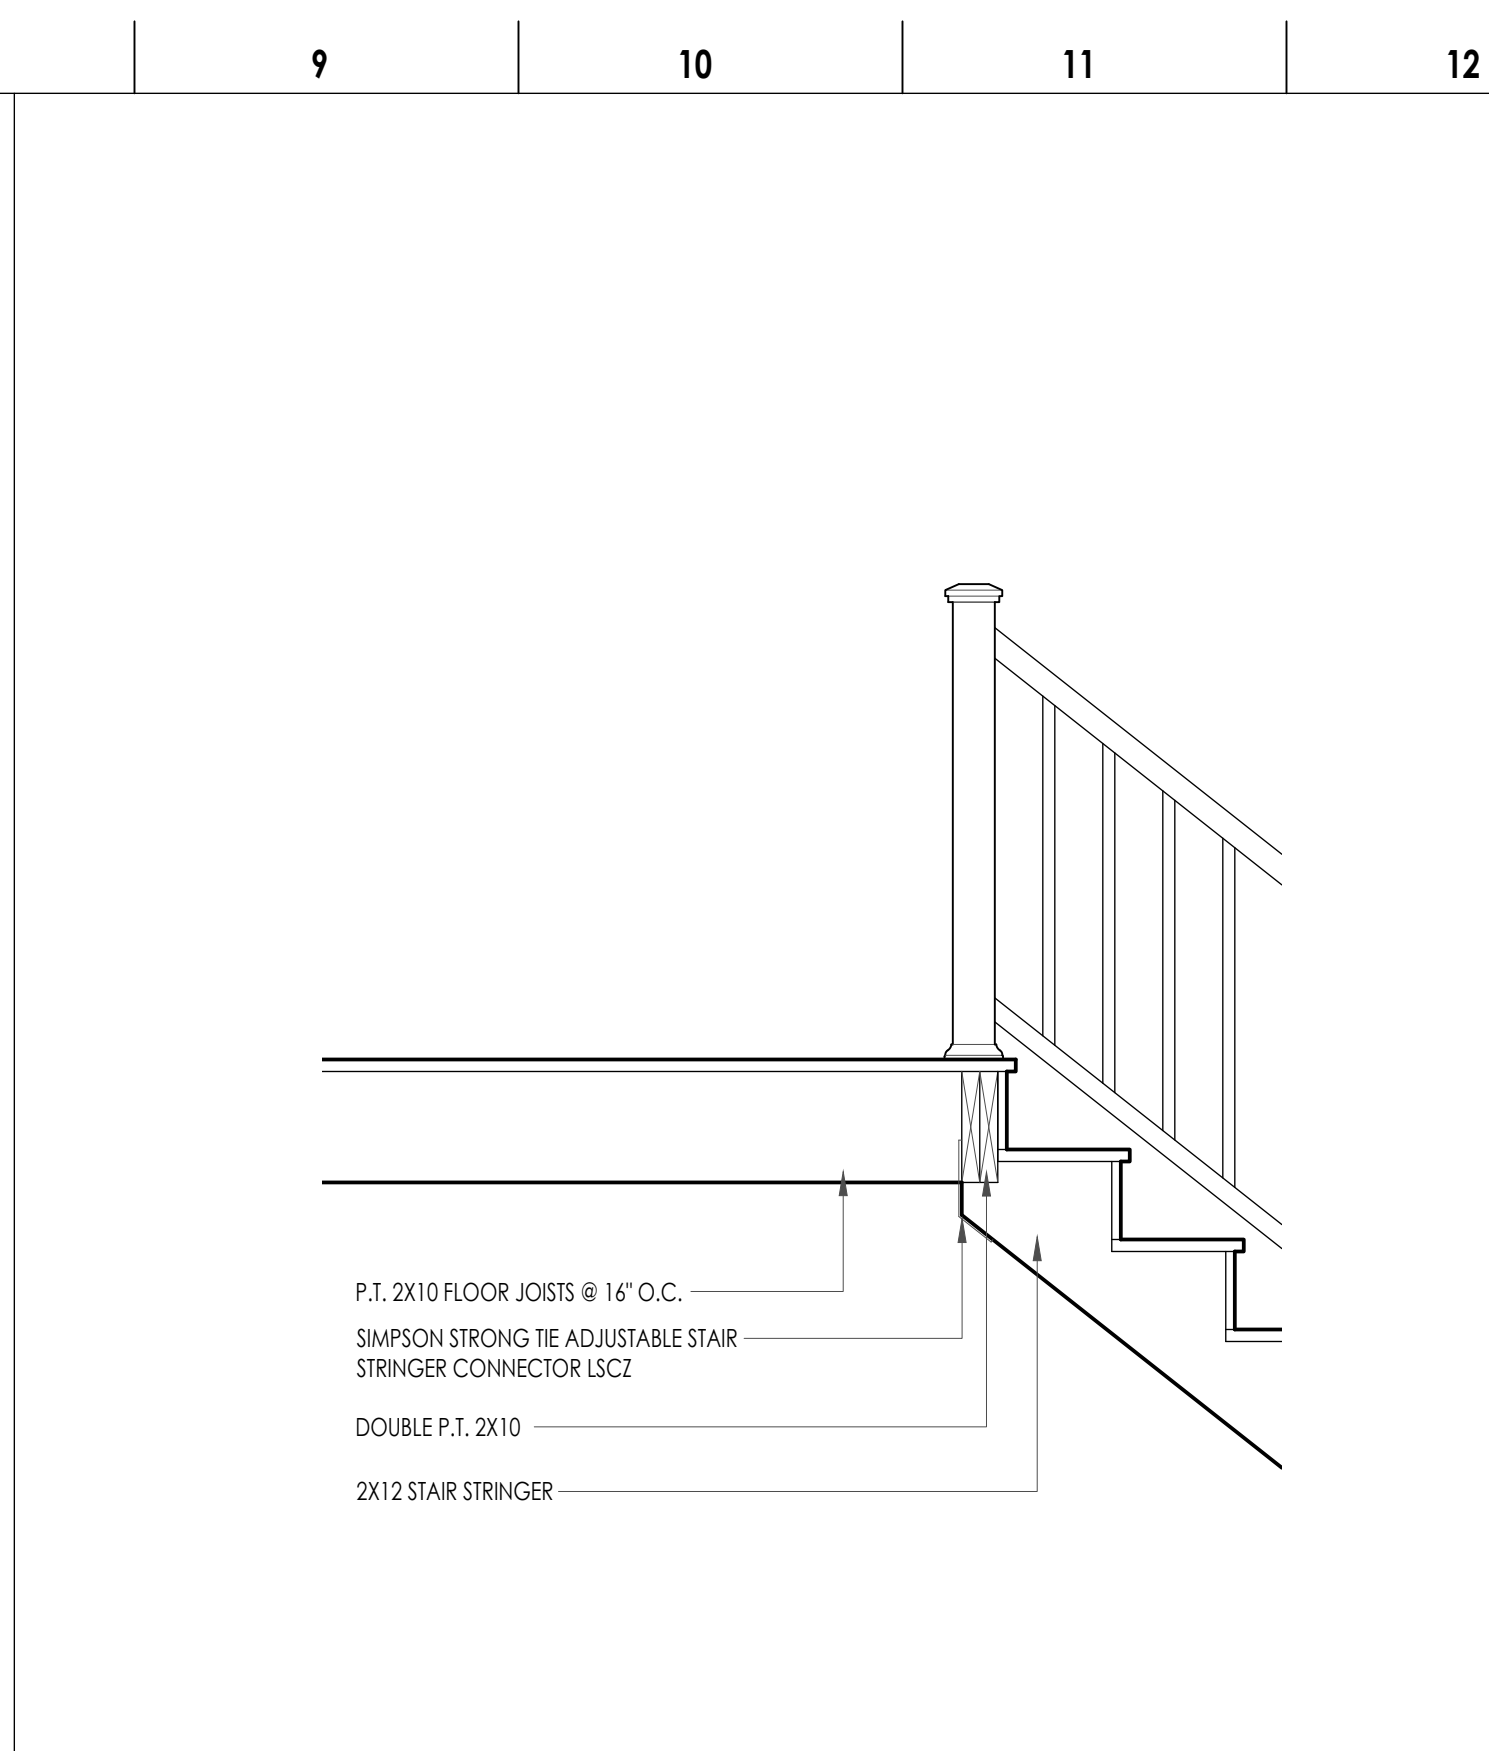 9 10 11 12
P.T. 2X10 FLOOR JOISTS @ 16" O.C.
SIMPSON STRONG TIE ADJUSTABLE STAIR
STRINGER CONNECTOR LSCZ
DOUBLE P.T. 2X10
2X12 STAIR STRINGER